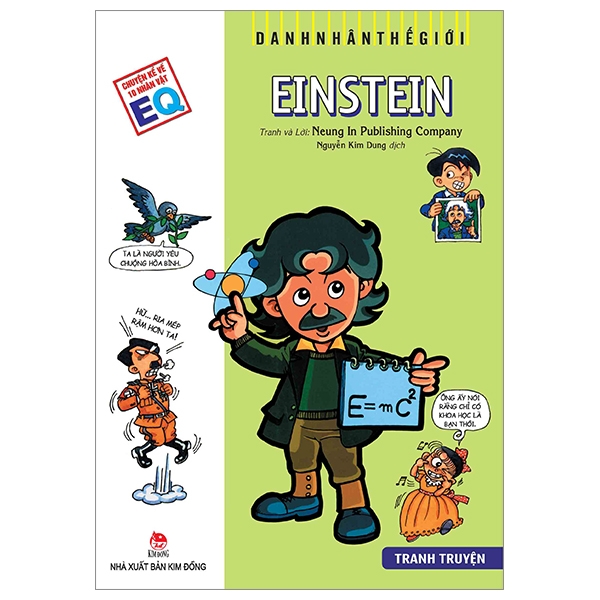 DANH NHÂN THẾ GIỚI
CHUYỆN KỂ VỀ
10 NHÂN VẬT
EQ
EINSTEIN
Tranh và Lời: Neung In Publishing Company
Nguyễn Kim Dung dịch
TA LÀ NGƯỜI YÊU
CHUỘNG HÒA BÌNH.
HỪ... RIA MÉP
RẬM HƠN TA!
E=mC²
ÔNG ẤY NÓI
RẰNG CHỈ CÓ
KHOA HỌC LÀ
BẠN THÔI.
KIM ĐỒNG
NHÀ XUẤT BẢN KIM ĐỒNG
TRANH TRUYỆN